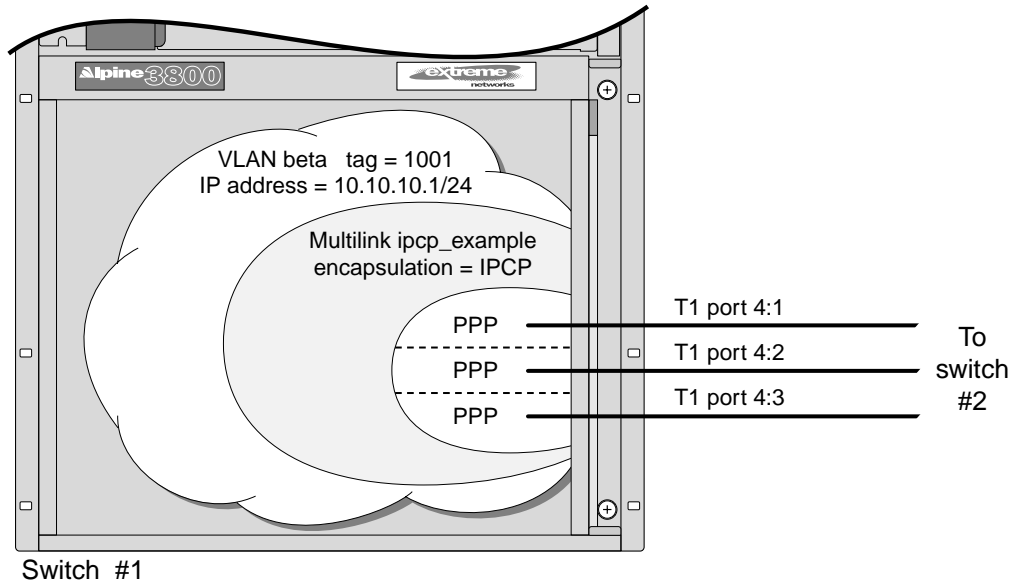 Alpine 3800
extreme
networks
VLAN beta tag = 1001
IP address = 10.10.10.1/24
Multilink ipcp_example
encapsulation = IPCP
PPP
T1 port 4:1
PPP
T1 port 4:2
PPP
T1 port 4:3
To
switch
#2
Switch #1